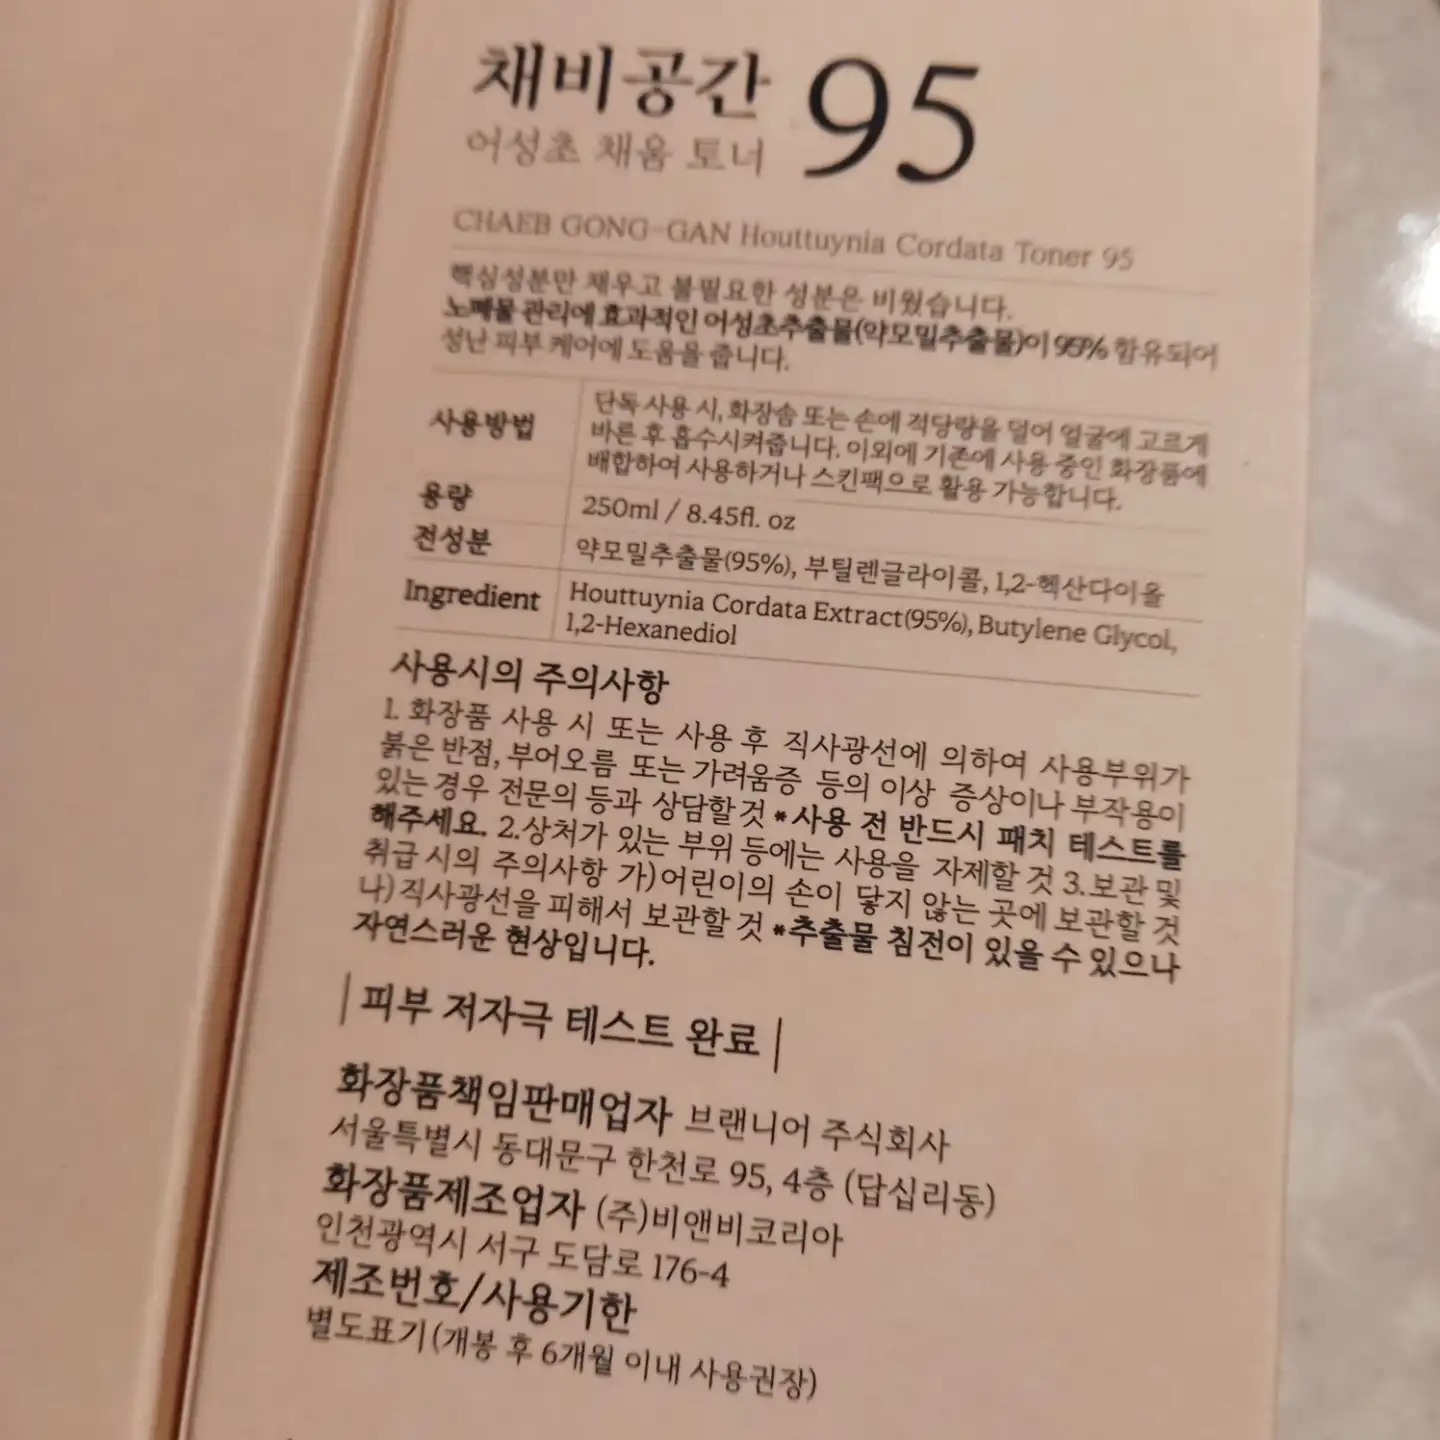 채비공간 95
어성초 채움 토너
CHAEB GONG-GAN Houttuynia Cordata Toner 95
핵심성분만 채우고 불필요한 성분은 비웠습니다.
노폐물 관리에 효과적인 어성초추출물(약모밀추출물)이 95% 함유되어
성난 피부 케어에 도움을 줍니다.
사용방법
단독 사용 시, 화장솜 또는 손에 적당량을 덜어 얼굴에 고르게
바른 후 흡수시켜줍니다. 이외에 기존에 사용 중인 화장품에
배합하여 사용하거나 스킨팩으로 활용 가능합니다.
용량 250ml / 8.45fl. oz
전성분 약모밀추출물(95%), 부틸렌글라이콜, 1,2-헥산다이올
Ingredient Houttuynia Cordata Extract(95%), Butylene Glycol,
1,2-Hexanediol
사용시의 주의사항
1. 화장품 사용 시 또는 사용 후 직사광선에 의하여 사용부위가
붉은 반점, 부어오름 또는 가려움증 등의 이상 증상이나 부작용이
있는 경우 전문의 등과 상담할 것 *사용 전 반드시 패치 테스트를
해주세요. 2.상처가 있는 부위 등에는 사용을 자제할 것 3. 보관 및
취급 시의 주의사항 가)어린이의 손이 닿지 않는 곳에 보관할 것
나)직사광선을 피해서 보관할 것 *추출물 침전이 있을 수 있으나
자연스러운 현상입니다.
|피부 저자극 테스트 완료|
화장품책임판매업자 브랜니어 주식회사
서울특별시 동대문구 한천로 95, 4층 (답십리동)
화장품제조업자 (주)비앤비코리아
인천광역시 서구 도담로 176-4
제조번호/사용기한
별도표기(개봉 후 6개월 이내 사용권장)